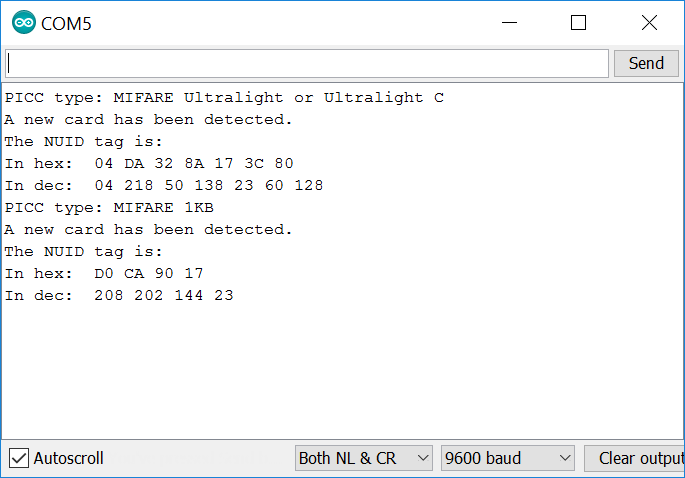 COM5
Send
PICC type: MIFARE Ultralight or Ultralight C
A new card has been detected.
The NUID tag is:
In hex:  04 DA 32 8A 17 3C 80
In dec:  04 218 50 138 23 60 128
PICC type: MIFARE 1KB
A new card has been detected.
The NUID tag is:
In hex:  D0 CA 90 17
In dec:  208 202 144 23
Autoscroll Both NL & CR 9600 baud Clear output